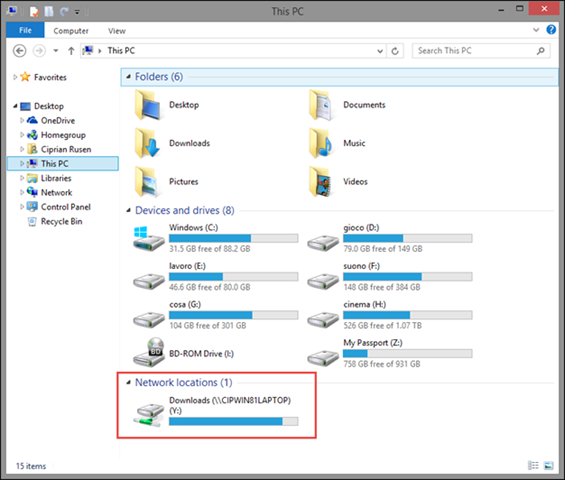 This PC
File
Computer
View
This PC
Search This PC
Favorites
Desktop
OneDrive
Homegroup
Ciprian Rusen
This PC
Libraries
Network
Control Panel
Recycle Bin
Folders (6)
Desktop
Documents
Downloads
Music
Pictures
Videos
Devices and drives (8)
Windows (C:)
31.5 GB free of 88.2 GB
gioco (D:)
79.0 GB free of 149 GB
lavoro (E:)
46.6 GB free of 80.0 GB
suono (F:)
148 GB free of 384 GB
cosa (G:)
104 GB free of 301 GB
cinema (H:)
526 GB free of 1.07 TB
BD
BD-ROM Drive (I:)
My Passport (Z:)
758 GB free of 931 GB
Network locations (1)
Downloads (\\CIPWIN81LAPTOP)
(Y:)
15 items